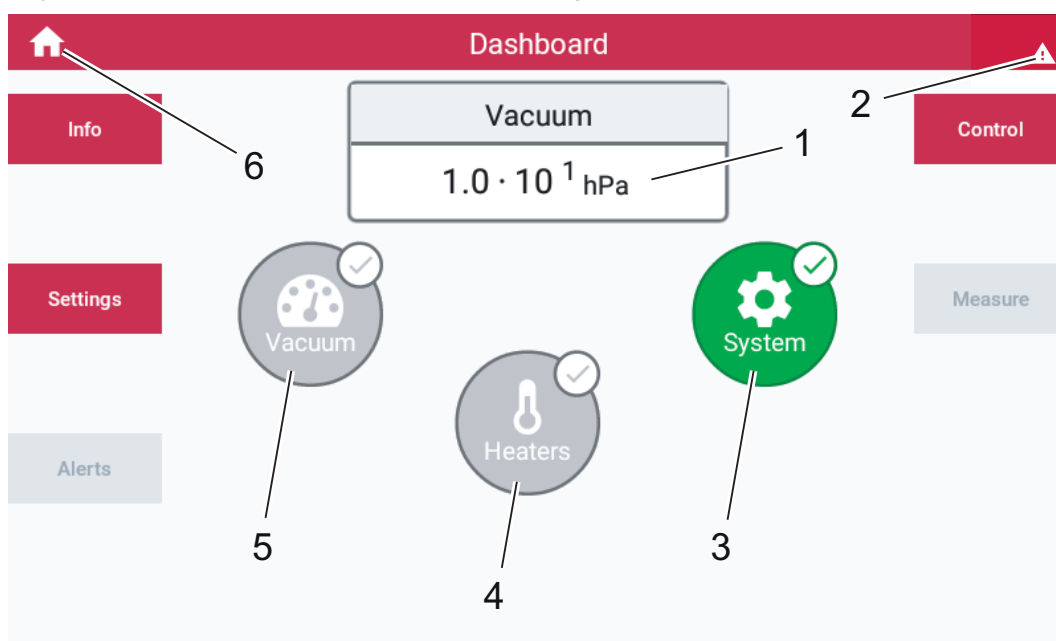 Dashboard
2
Info
Vacuum
1
Control
6
1.0 · 10 ¹ hPa
Settings
Vacuum
System
Measure
Heaters
Alerts
5
4
3